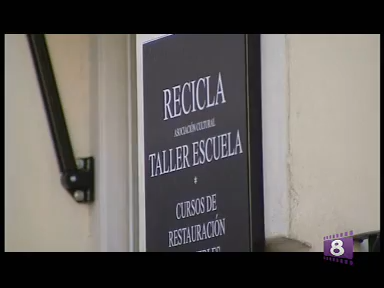 RECICLA
ASOCIACIÓN CULTURAL
TALLER ESCUELA
*
CURSOS DE
RESTAURACIÓN
8